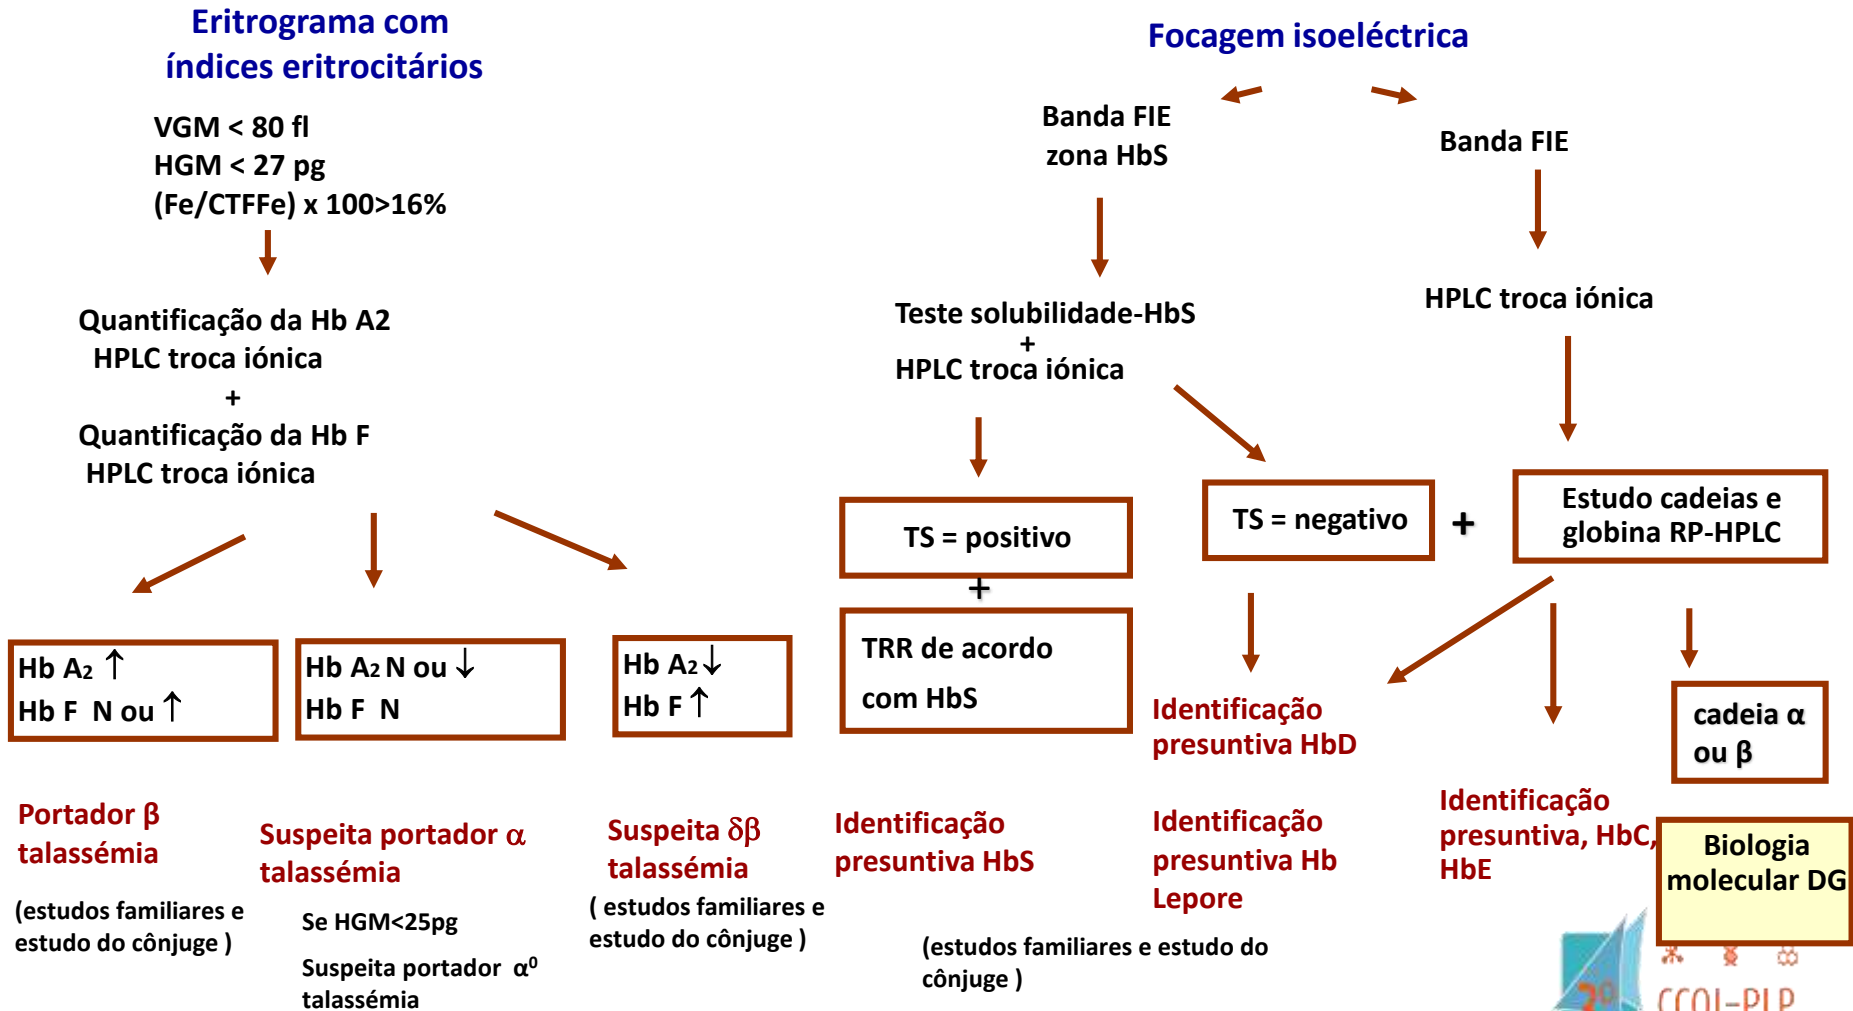 Eritrograma com
índices eritrocitários
VGM < 80 fl
HGM < 27 pg
(Fe/CTFFe) x 100>16%
Quantificação da Hb A2
HPLC troca iónica
+
Quantificação da Hb F
HPLC troca iónica
Hb A2 ↑
Hb F N ou ↑
Hb A2 N ou ↓
Hb F N
Hb A2 ↓
Hb F ↑
Portador β
talassémia
(estudos familiares e
estudo do cônjuge )
Suspeita portador α
talassémia
Se HGM<25pg
Suspeita portador α⁰
talassémia
Suspeita δβ
talassémia
( estudos familiares e
estudo do cônjuge )
Focagem isoeléctrica
Banda FIE
zona HbS
Banda FIE
Teste solubilidade-HbS
+
HPLC troca iónica
HPLC troca iónica
TS = positivo
+
TRR de acordo
com HbS
TS = negativo
+
Estudo cadeias e
globina RP-HPLC
Identificação
presuntiva HbS
Identificação
presuntiva HbD
Identificação
presuntiva Hb
Lepore
(estudos familiares e estudo do
cônjuge )
Identificação
presuntiva, HbC,
HbE
cadeia α
ou β
Biologia
molecular DG